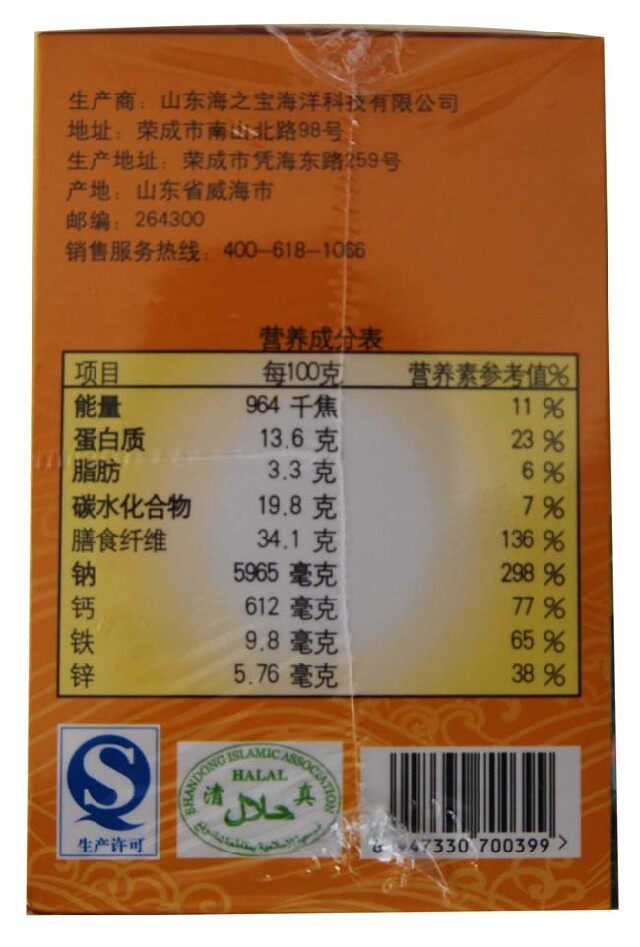 生产商：山东海之宝海洋科技有限公司
地址：荣成市南山北路98号
生产地址：荣成市凭海东路259号
产地：山东省威海市
邮编：264300
销售服务热线：400-618-1066
营养成分表
项目 每100克 营养素参考值%
能量 964 千焦 11 %
蛋白质 13.6 克 23 %
脂肪 3.3 克 6 %
碳水化合物 19.8 克 7 %
膳食纤维 34.1 克 136 %
钠 5965 毫克 298 %
钙 612 毫克 77 %
铁 9.8 毫克 65 %
锌 5.76 毫克 38 %
SHANDONG ISLAMIC ASSOCIATION
HALAL
清 حلال 真
生产许可
947330 700399 >